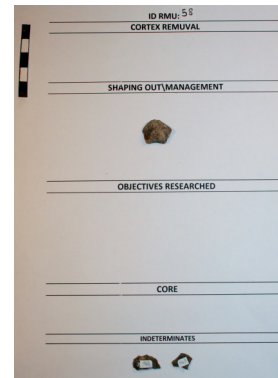 ID RMU: 58
CORTEX REMUVAL
SHAPING OUT\MANAGEMENT
OBJECTIVES RESEARCHED
CORE
INDETERMINATES